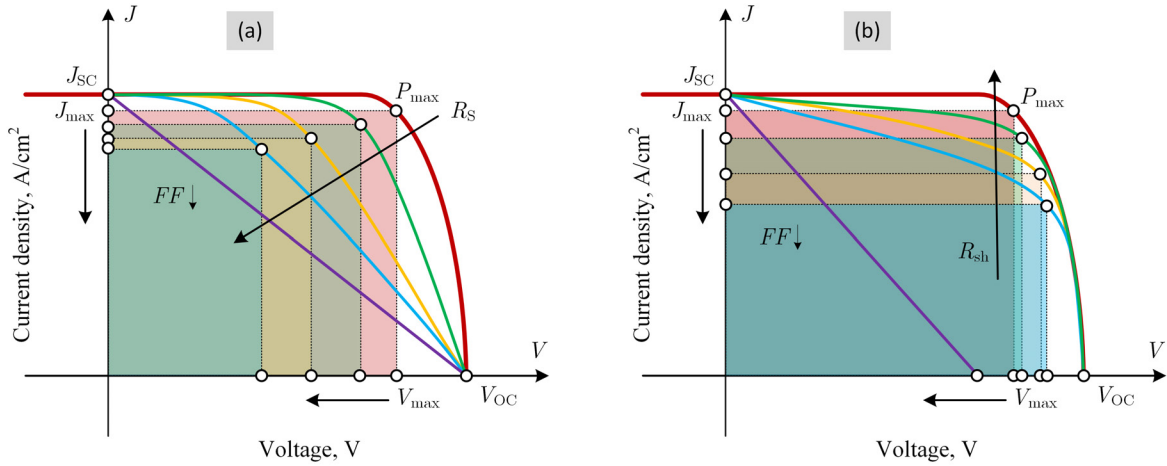 (a)
J
J_SC
P_max
J_max
R_S
FF↓
Current density, A/cm²
V
V_max
V_OC
Voltage, V
(b)
J
J_SC
P_max
J_max
FF↓
R_sh
Current density, A/cm²
V
V_max
V_OC
Voltage, V